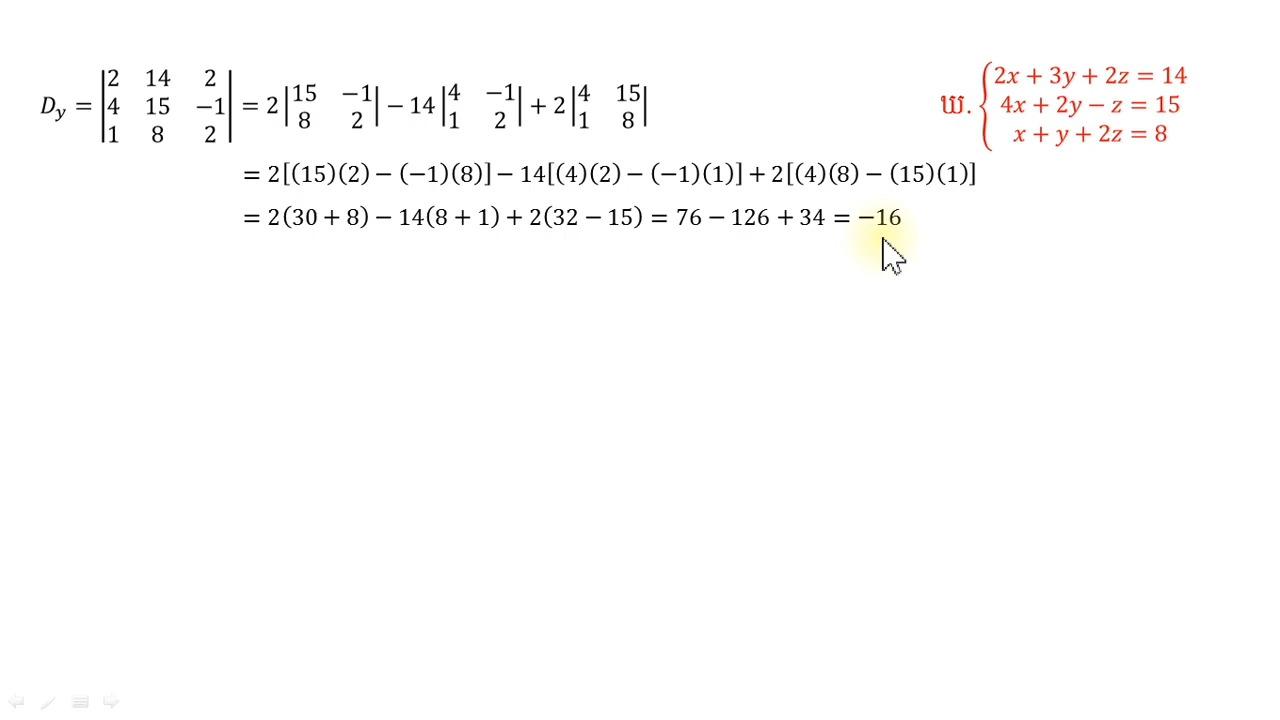 D_y = |2 14 2; 4 15 −1; 1 8 2| = 2|15 −1; 8 2| − 14|4 −1; 1 2| + 2|4 15; 1 8|
= 2[(15)(2) − (−1)(8)] − 14[(4)(2) − (−1)(1)] + 2[(4)(8) − (15)(1)]
= 2(30 + 8) − 14(8 + 1) + 2(32 − 15) = 76 − 126 + 34 = −16
ឃ.
2x + 3y + 2z = 14
4x + 2y − z = 15
x + y + 2z = 8